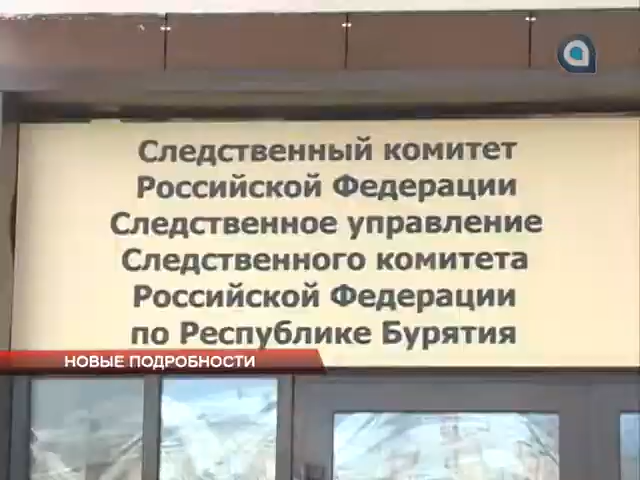 Следственный комитет
Российской Федерации
Следственное управление
Следственного комитета
Российской Федерации
по Республике Бурятия
НОВЫЕ ПОДРОБНОСТИ